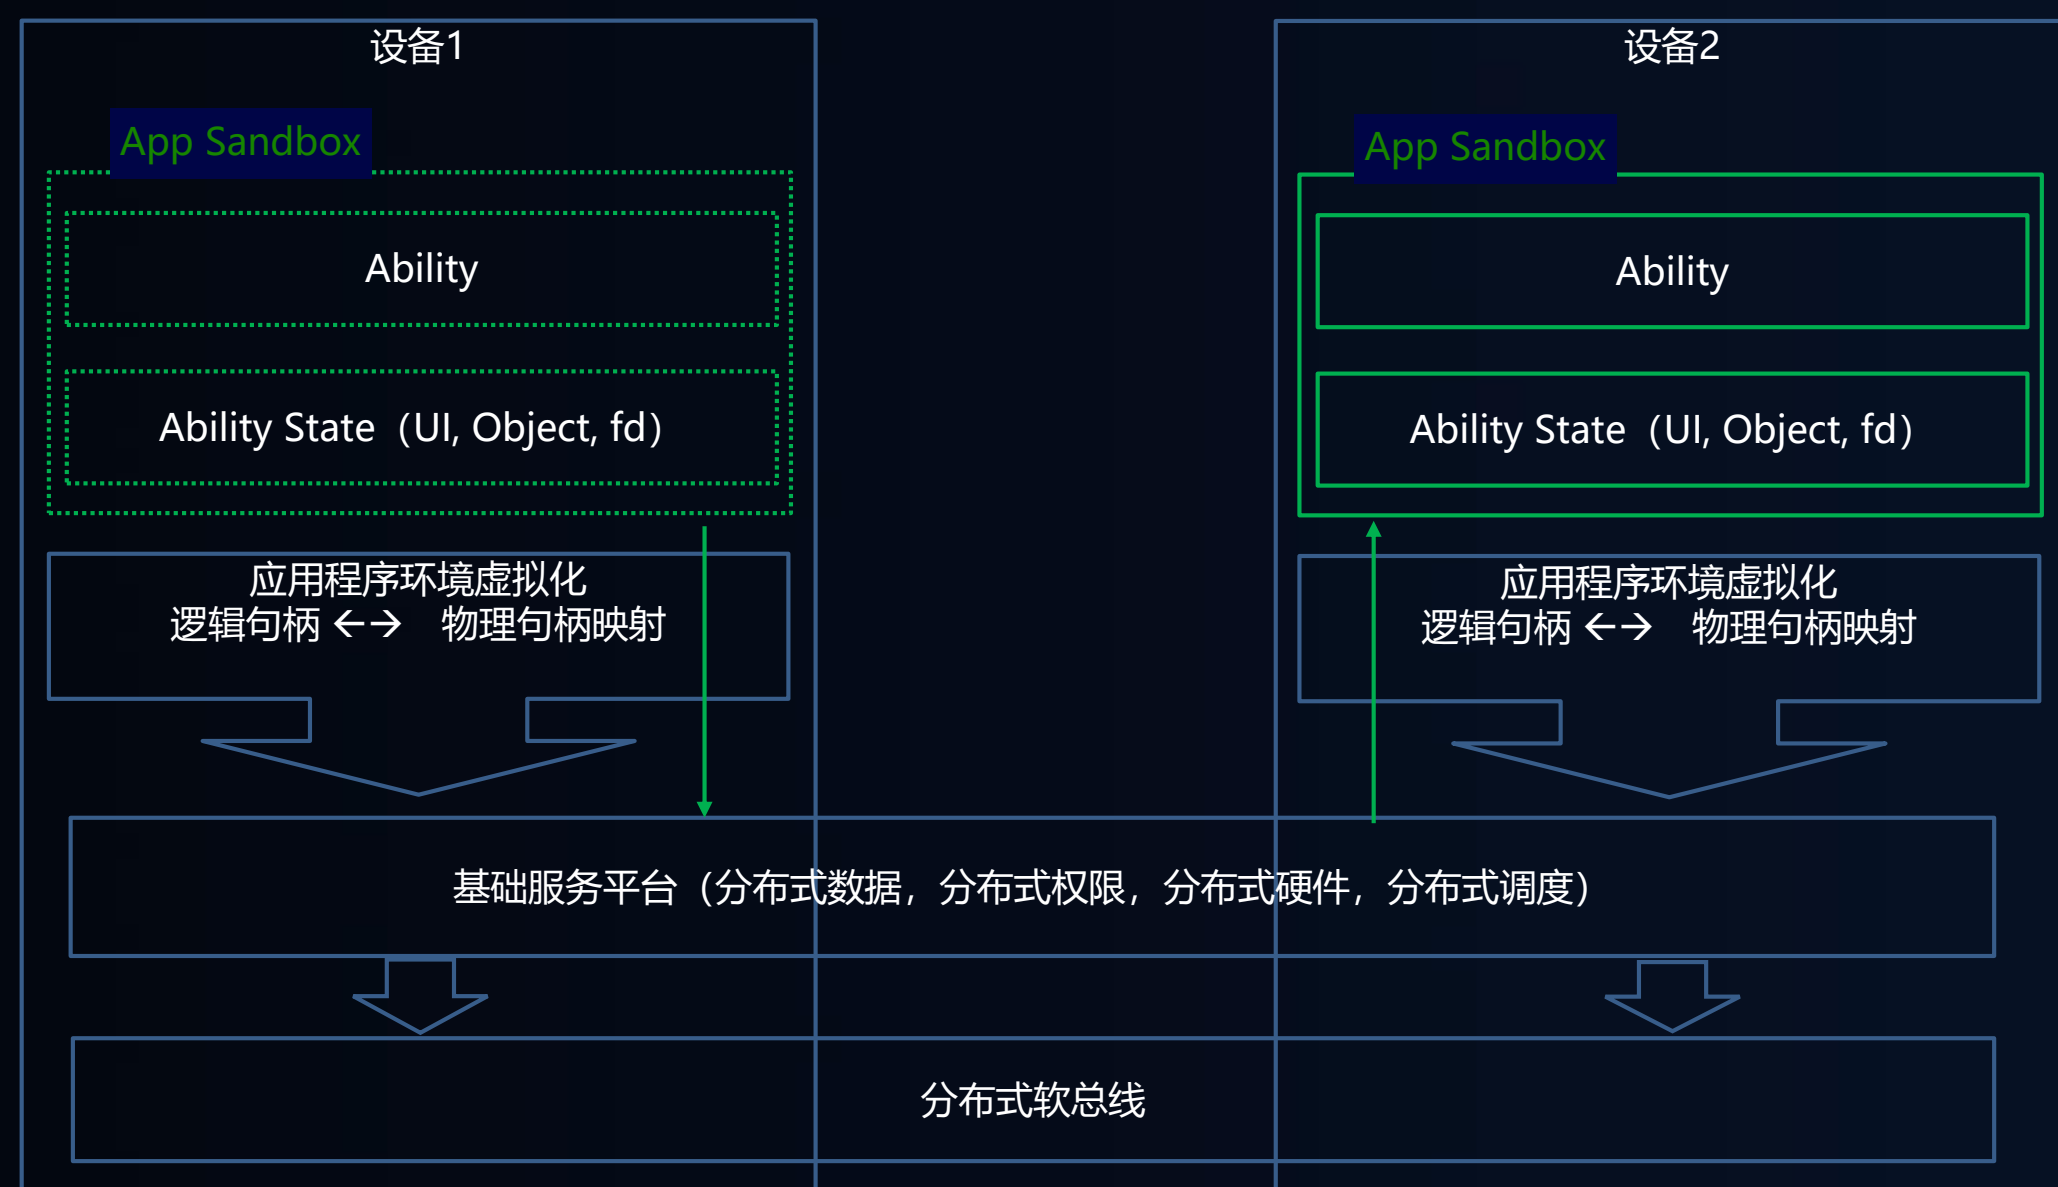 设备1
App Sandbox
Ability
Ability State（UI, Object, fd）
应用程序环境虚拟化
逻辑句柄 ←→ 物理句柄映射
设备2
App Sandbox
Ability
Ability State（UI, Object, fd）
应用程序环境虚拟化
逻辑句柄 ←→ 物理句柄映射
基础服务平台（分布式数据，分布式权限，分布式硬件，分布式调度）
分布式软总线